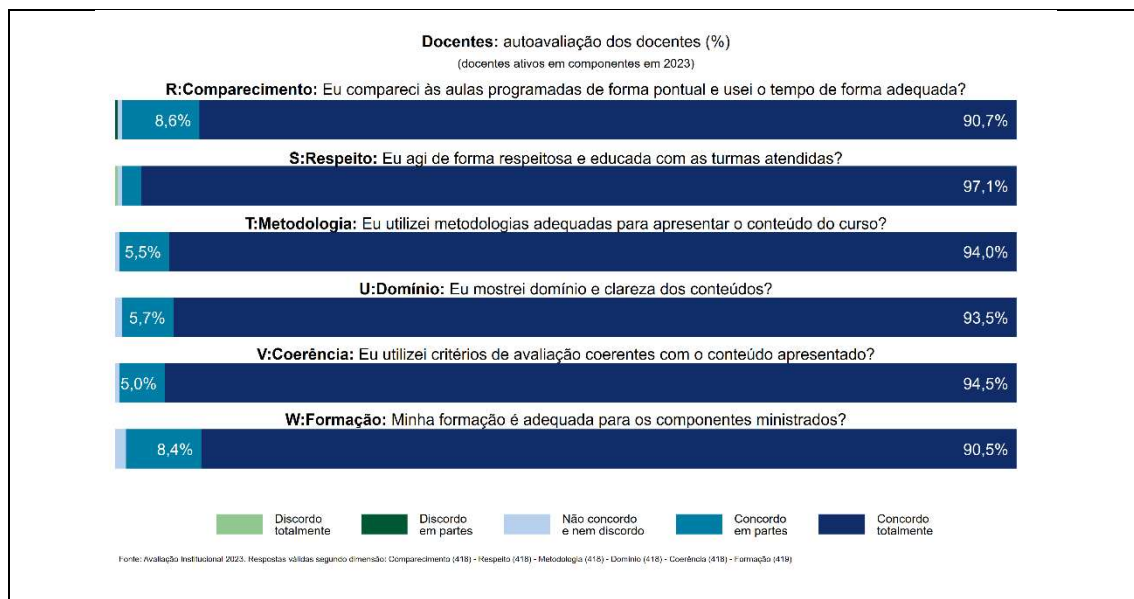 Docentes: autoavaliação dos docentes (%)
(docentes ativos em componentes em 2023)
R:Comparecimento: Eu compareci às aulas programadas de forma pontual e usei o tempo de forma adequada?
8,6% 90,7%
S:Respeito: Eu agi de forma respeitosa e educada com as turmas atendidas?
97,1%
T:Metodologia: Eu utilizei metodologias adequadas para apresentar o conteúdo do curso?
5,5% 94,0%
U:Domínio: Eu mostrei domínio e clareza dos conteúdos?
5,7% 93,5%
V:Coerência: Eu utilizei critérios de avaliação coerentes com o conteúdo apresentado?
5,0% 94,5%
W:Formação: Minha formação é adequada para os componentes ministrados?
8,4% 90,5%
Discordo totalmente
Discordo em partes
Não concordo e nem discordo
Concordo em partes
Concordo totalmente
Fonte: Avaliação Institucional 2023. Respostas válidas segundo dimensão: Comparecimento (418) - Respeito (418) - Metodologia (418) - Domínio (418) - Coerência (418) - Formação (419)